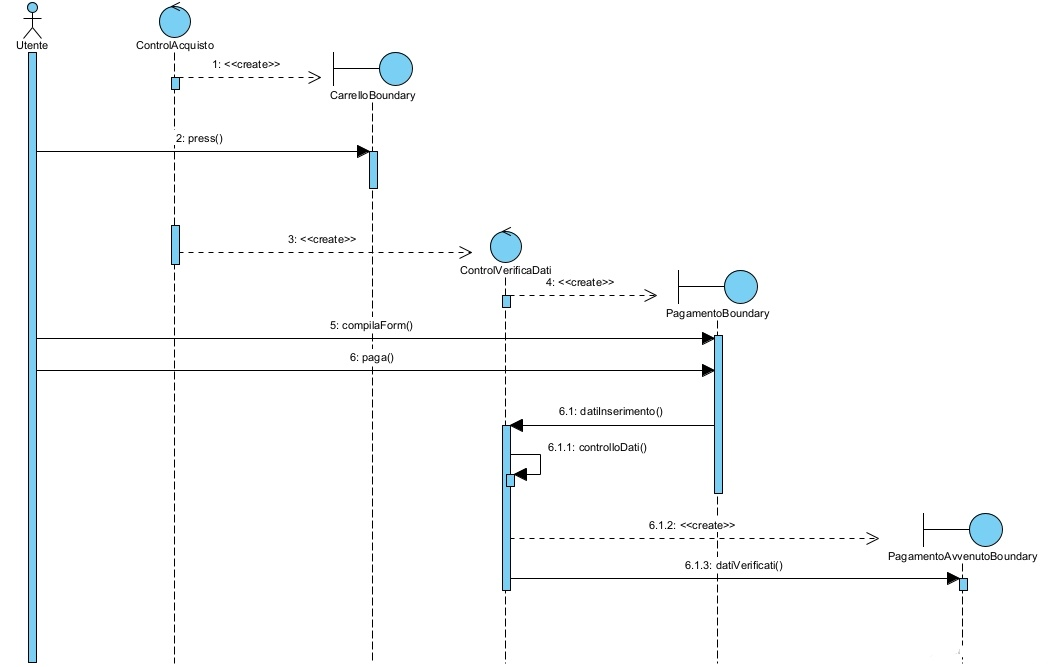 Utente
ControlAcquisto
1: <<create>>
CarrelloBoundary
2: press()
3: <<create>>
ControlVerificaDati
4: <<create>>
PagamentoBoundary
5: compilaForm()
6: paga()
6.1: datiInserimento()
6.1.1: controlloDati()
6.1.2: <<create>>
PagamentoAvvenutoBoundary
6.1.3: datiVerificati()